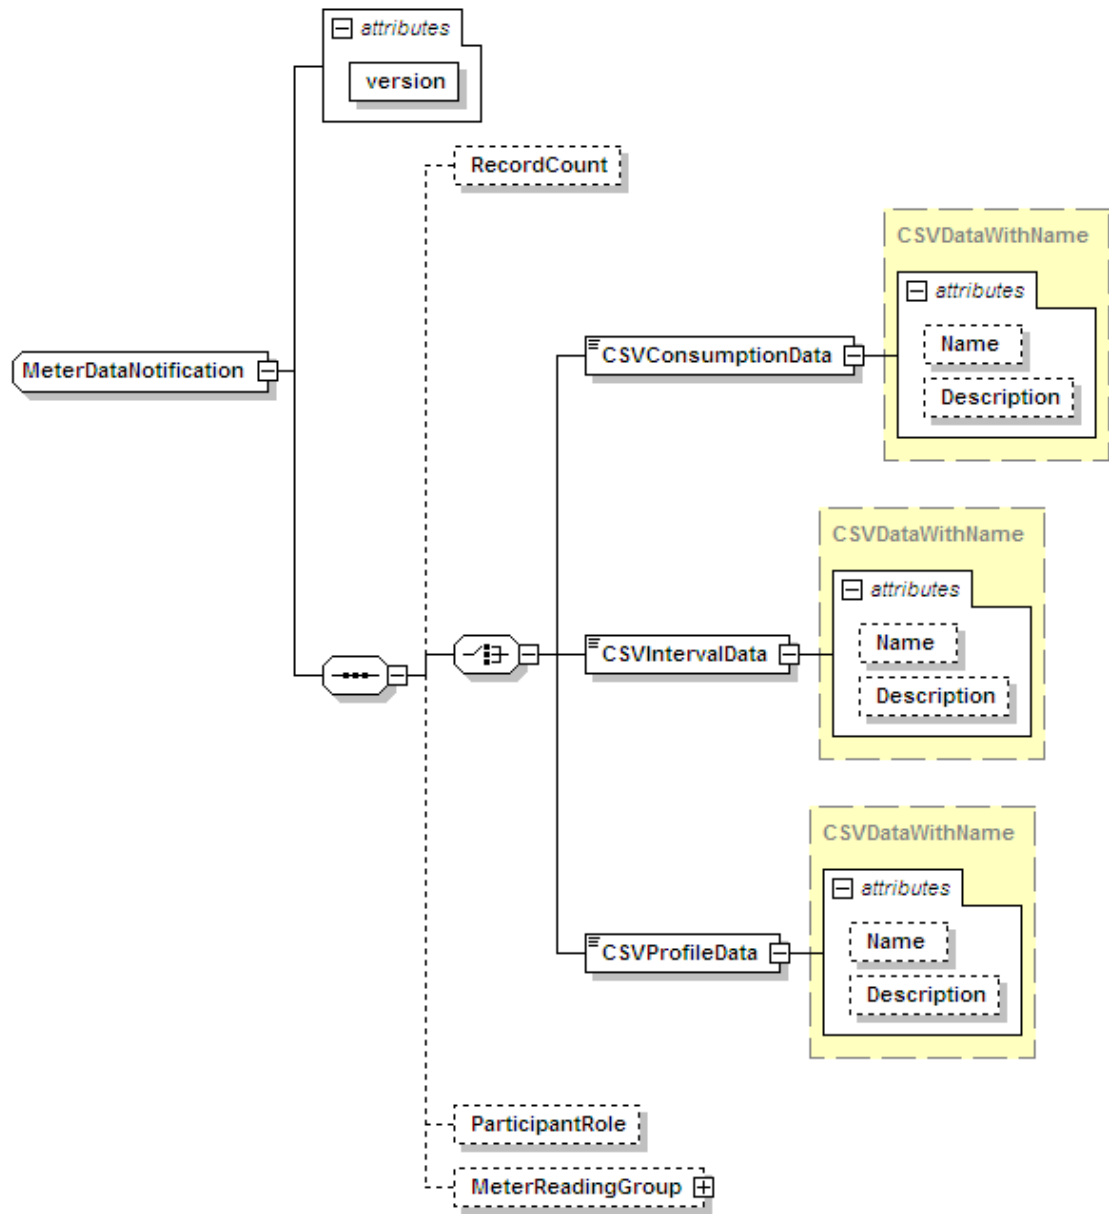 attributes
version
RecordCount
CSVDataWithName
attributes
Name
Description
MeterDataNotification
CSVConsumptionData
CSVDataWithName
attributes
Name
Description
CSVIntervalData
CSVDataWithName
attributes
Name
Description
CSVProfileData
ParticipantRole
MeterReadingGroup